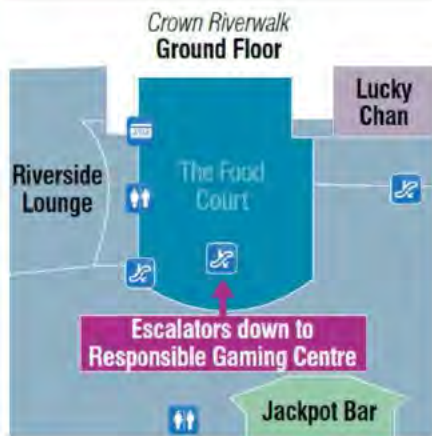 Crown Riverwalk
Ground Floor
Lucky
Chan
Riverside
Lounge
The Food
Court
Escalators down to
Responsible Gaming Centre
Jackpot Bar